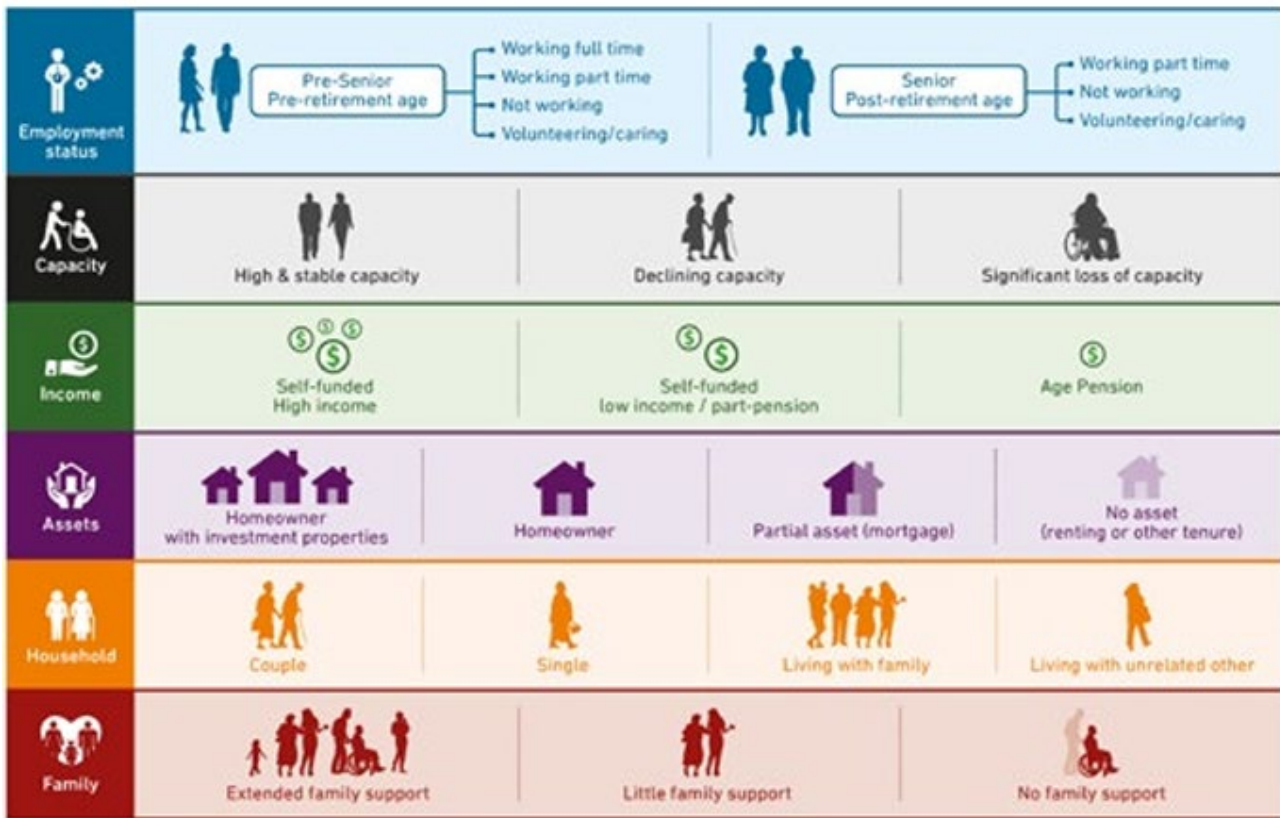 Employment
status
Pre-Senior
Pre-retirement age
Working full time
Working part time
Not working
Volunteering/caring
Senior
Post-retirement age
Working part time
Not working
Volunteering/caring
Capacity
High & stable capacity
Declining capacity
Significant loss of capacity
Income
$ $ $ $ $
Self-funded
High income
$ $
Self-funded
low income / part-pension
$
Age Pension
Assets
Homeowner
with investment properties
Homeowner
Partial asset (mortgage)
No asset
(renting or other tenure)
Household
Couple
Single
Living with family
Living with unrelated other
Family
Extended family support
Little family support
No family support